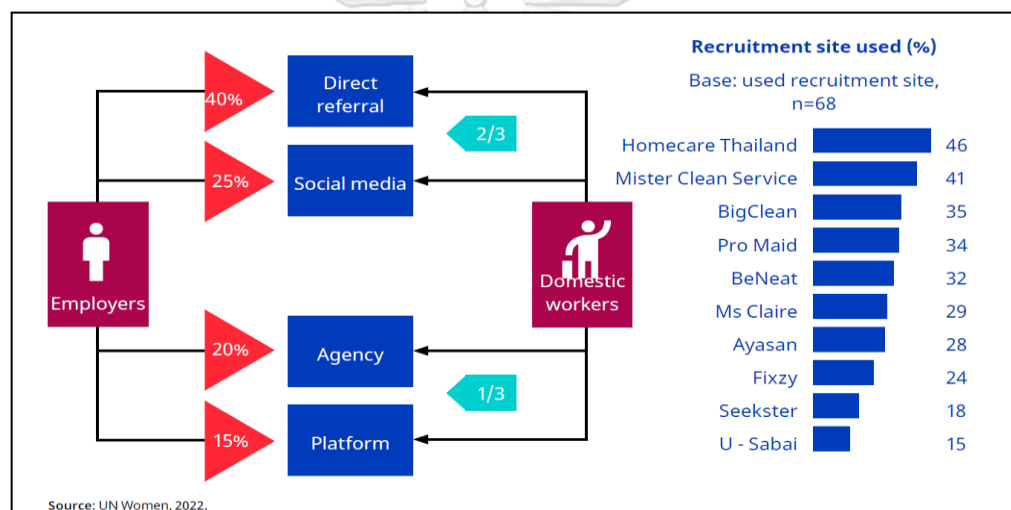 40%
Direct
referral
2/3
25%
Social media
Employers
Domestic
workers
20%
Agency
1/3
15%
Platform
Recruitment site used (%)
Base: used recruitment site,
n=68
Homecare Thailand 46
Mister Clean Service 41
BigClean 35
Pro Maid 34
BeNeat 32
Ms Claire 29
Ayasan 28
Fixzy 24
Seekster 18
U - Sabai 15
Source: UN Women, 2022.